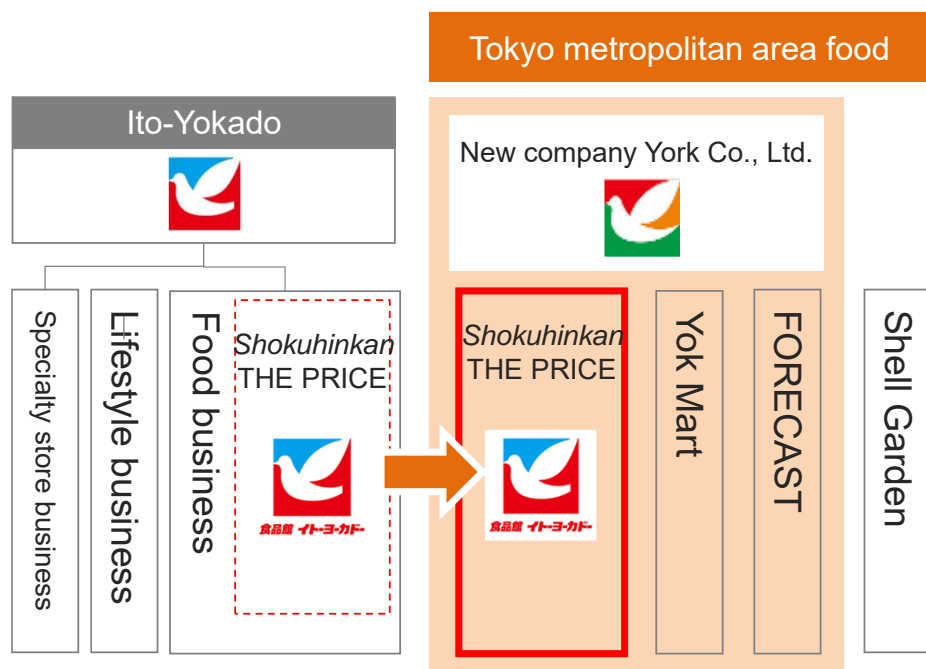 Tokyo metropolitan area food
Ito-Yokado
New company York Co., Ltd.
Specialty store business
Lifestyle business
Food business
Shokuhinkan
THE PRICE
食品館 イトーヨーカドー
Shokuhinkan
THE PRICE
食品館 イトーヨーカドー
Yok Mart
FORECAST
Shell Garden